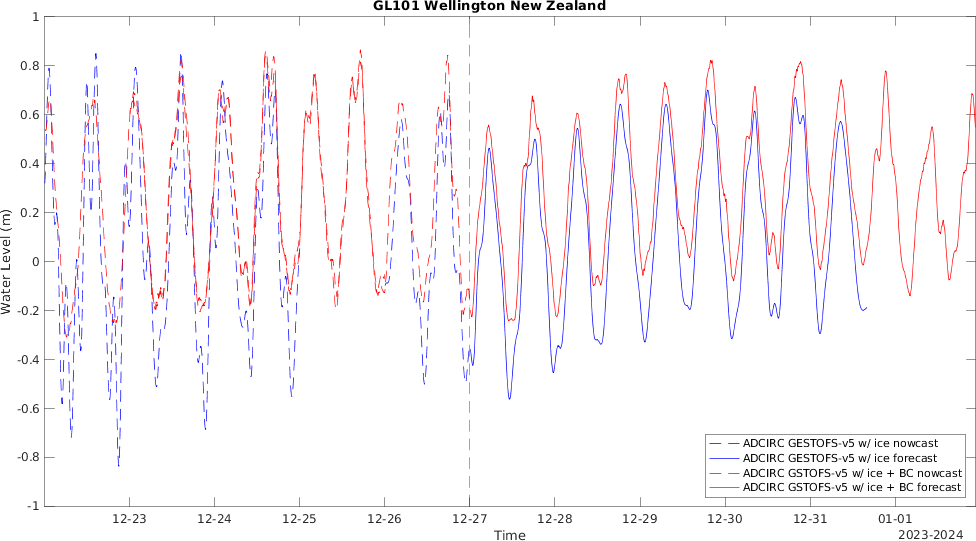 GL101 Wellington New Zealand
1
0.8
0.6
0.4
0.2
0
-0.2
-0.4
-0.6
-0.8
-1
Water Level (m)
ADCIRC GESTOFS-v5 w/ ice nowcast
ADCIRC GESTOFS-v5 w/ ice forecast
ADCIRC GSTOFS-v5 w/ ice + BC nowcast
ADCIRC GSTOFS-v5 w/ ice + BC forecast
12-23 12-24 12-25 12-26 12-27 12-28 12-29 12-30 12-31 01-01
Time
2023-2024